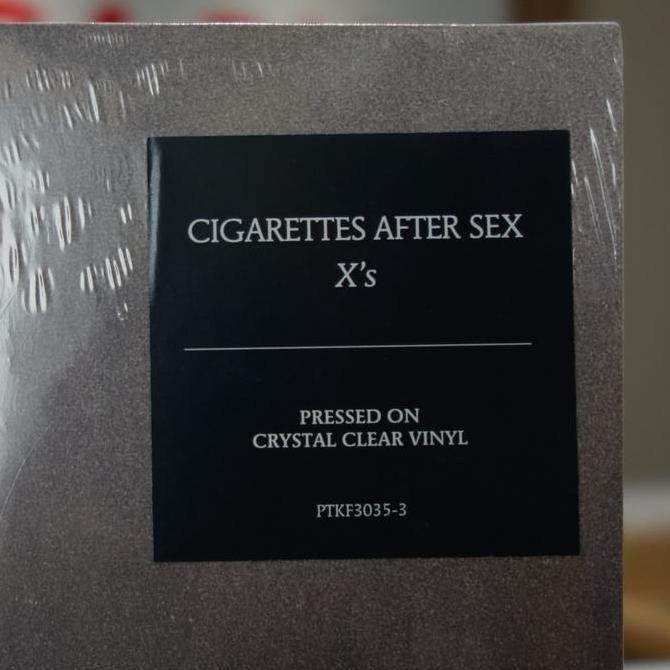 CIGARETTES AFTER SEX
X's
PRESSED ON
CRYSTAL CLEAR VINYL
PTKF3035-3